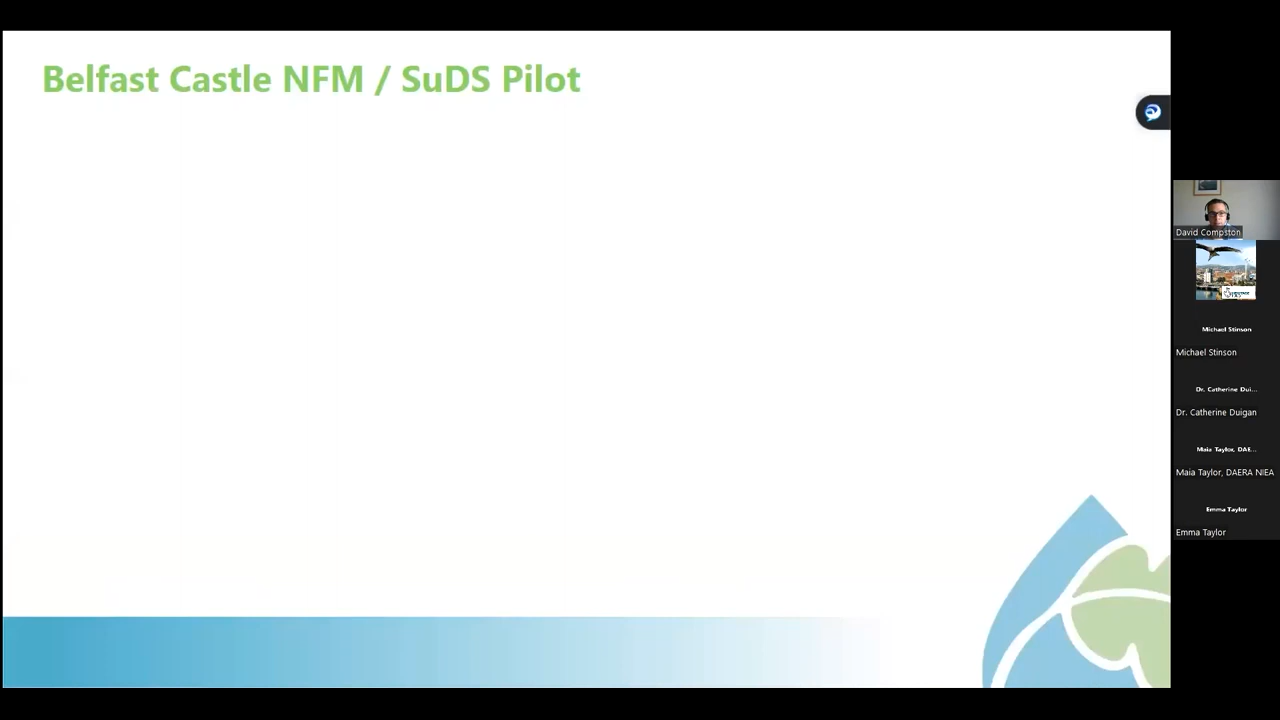 Belfast Castle NFM / SuDS Pilot
David Compston
Michael Stinson
Michael Stinson
Dr. Catherine Dui...
Dr. Catherine Duigan
Maia Taylor, DAE...
Maia Taylor, DAERA NIEA
Emma Taylor
Emma Taylor